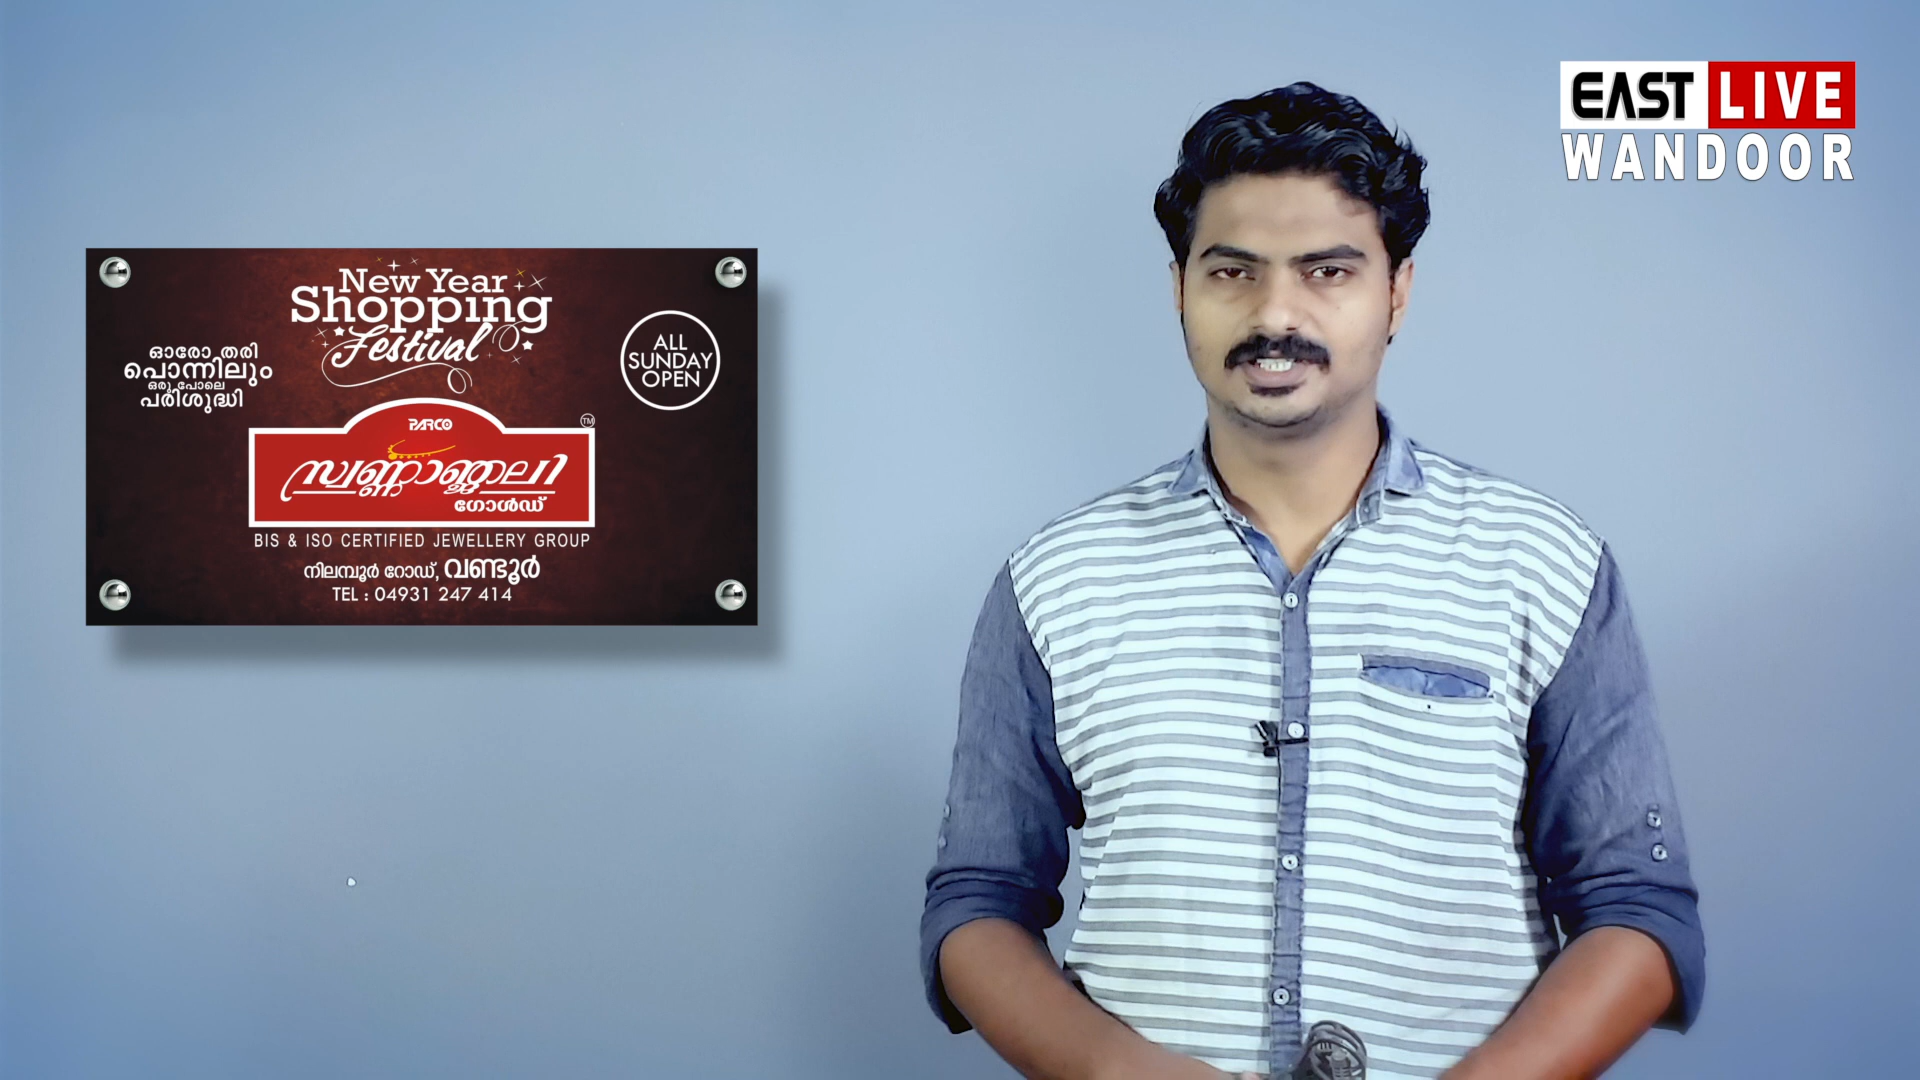 EAST LIVE
WANDOOR
New Year
Shopping
Festival
ഓരോ തരി
പൊന്നിലും
ഒരു പോലെ
പരിശുദ്ധി
ALL
SUNDAY
OPEN
PARCO
TM
സ്വർണ്ണാഞ്ജലി
ഗോൾഡ്
BIS & ISO CERTIFIED JEWELLERY GROUP
നിലമ്പൂർ റോഡ്, വണ്ടൂർ
TEL : 04931 247 414